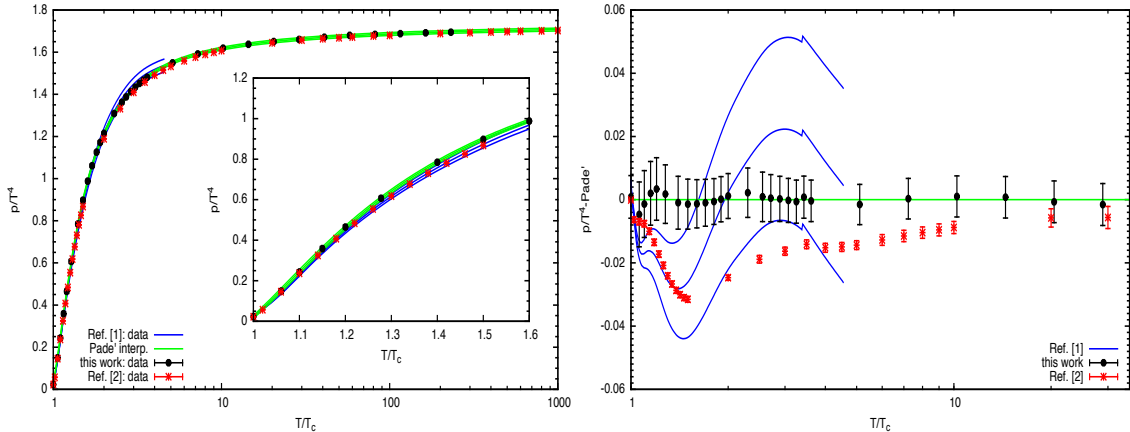 p/T⁴
1.8
1.6
1.4
1.2
1
0.8
0.6
0.4
0.2
0
1 10 100 1000
T/Tc
Ref. [1]: data
Pade' interp.
this work: data
Ref. [2]: data
p/T⁴
1.2
1
0.8
0.6
0.4
0.2
0
1 1.1 1.2 1.3 1.4 1.5 1.6
T/Tc
p/T⁴-Pade'
0.06
0.04
0.02
0
-0.02
-0.04
-0.06
1 10
T/Tc
Ref. [1]
this work
Ref. [2]